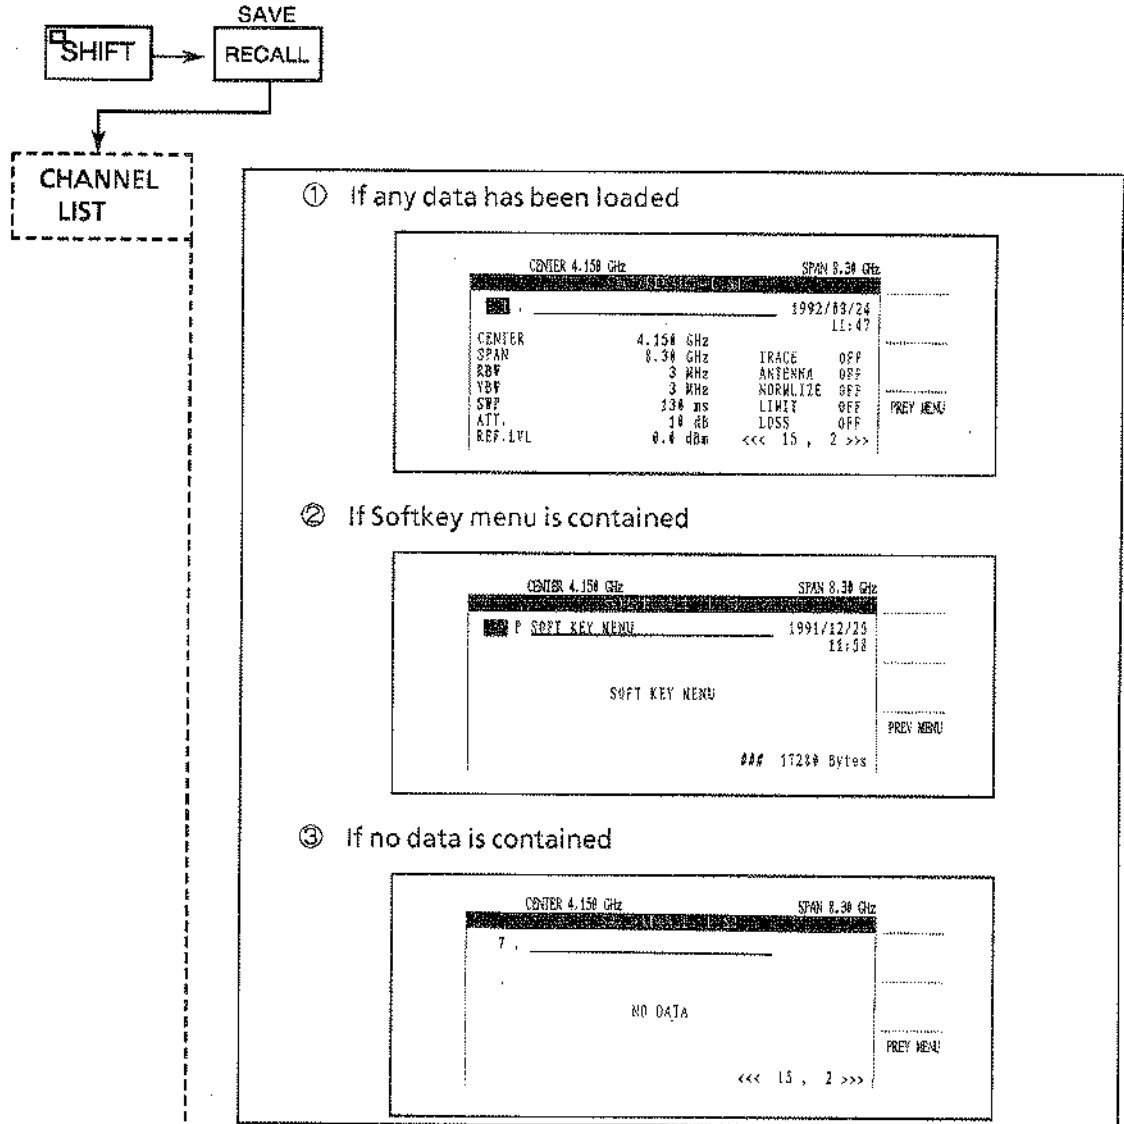 SAVE
SHIFT
RECALL
CHANNEL
LIST
① If any data has been loaded
CENTER 4.150 GHz SPAN 8.30 GHz
1992/03/24
11:47
CENTER 4.150 GHz
SPAN 8.30 GHz TRACE OFF
RBW 3 MHz ANTENNA OFF
VBW 3 MHz NORMLIZE OFF
SWP 130 ms LIMIT OFF
ATT. 10 dB LOSS OFF
REF.LVL 0.0 dBm <<< 15 , 2 >>>
PREV MENU
② If Softkey menu is contained
CENTER 4.150 GHz SPAN 8.30 GHz
P SOFT KEY MENU 1991/12/25
11:58
SOFT KEY MENU
PREV MENU
### 17280 Bytes
③ If no data is contained
CENTER 4.150 GHz SPAN 8.30 GHz
7 .
NO DATA
PREV MENU
<<< 15 , 2 >>>